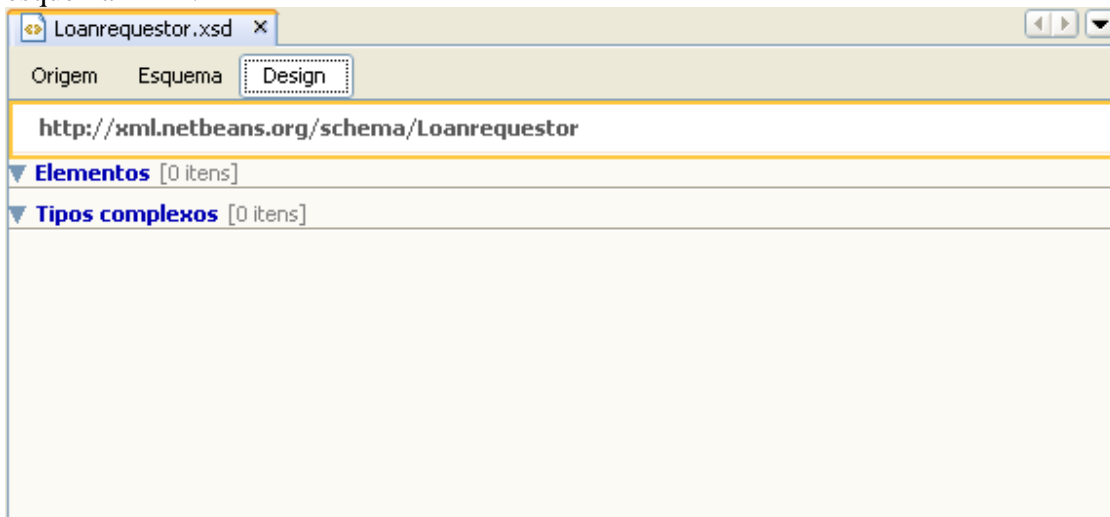 Loanrequestor.xsd
Origem Esquema Design
http://xml.netbeans.org/schema/Loanrequestor
Elementos [0 itens]
Tipos complexos [0 itens]